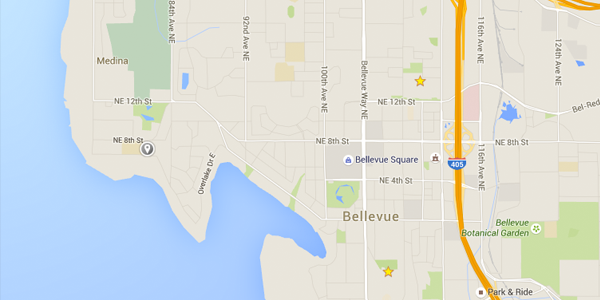 84th Ave NE
92nd Ave NE
116th Ave NE
124th Ave NE
Medina
100th Ave NE
Bellevue Way NE
NE 12th St
NE 12th St
Bel-Red
NE 8th St
NE 8th St
NE 8th St
Overlake Dr E
Bellevue Square
405
116th Ave NE
NE 4th St
Bellevue
Bellevue
Botanical Garden
Park & Ride